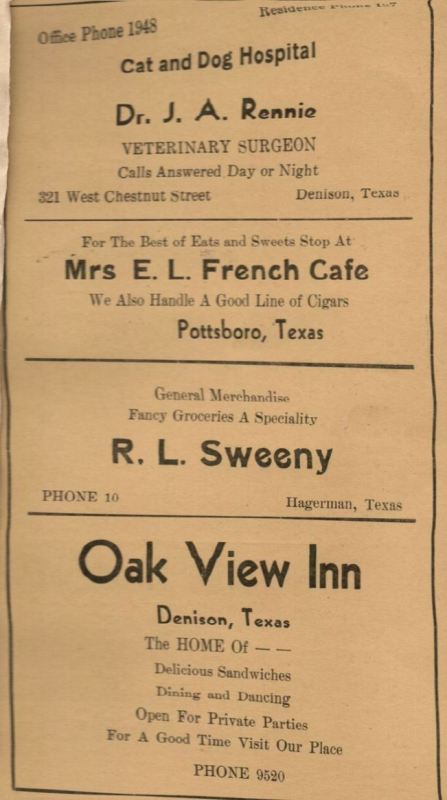 Office Phone 1948
Residence Phone
Cat and Dog Hospital
Dr. J. A. Rennie
VETERINARY SURGEON
Calls Answered Day or Night
321 West Chestnut Street Denison, Texas
For The Best of Eats and Sweets Stop At
Mrs E. L. French Cafe
We Also Handle A Good Line of Cigars
Pottsboro, Texas
General Merchandise
Fancy Groceries A Speciality
R. L. Sweeny
PHONE 10 Hagerman, Texas
Oak View Inn
Denison, Texas
The HOME Of — —
Delicious Sandwiches
Dining and Dancing
Open For Private Parties
For A Good Time Visit Our Place
PHONE 9520